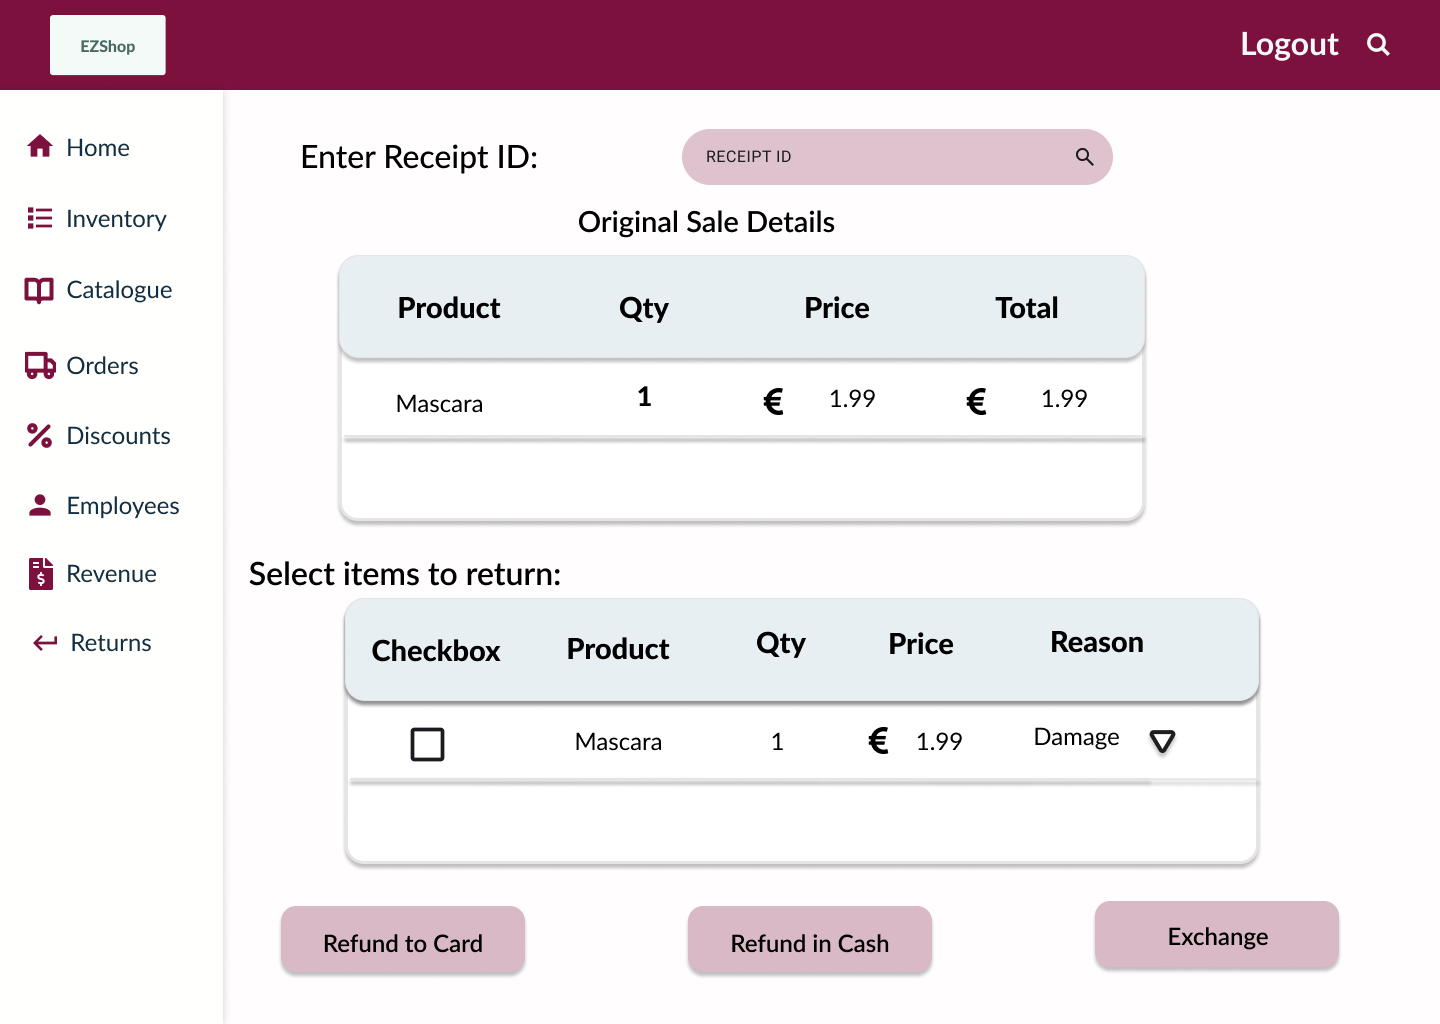 EZShop
Logout
Home
Inventory
Catalogue
Orders
Discounts
Employees
Revenue
Returns
Enter Receipt ID:
RECEIPT ID
Original Sale Details
Product Qty Price Total
Mascara 1 € 1.99 € 1.99
Select items to return:
Checkbox Product Qty Price Reason
Mascara 1 € 1.99 Damage
Refund to Card Refund in Cash Exchange